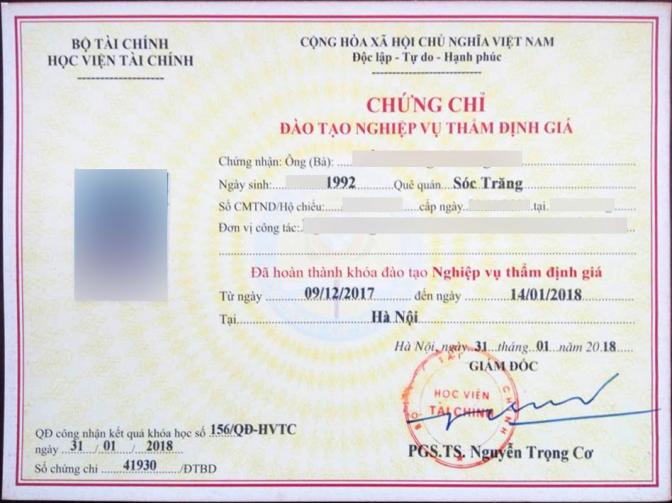 BỘ TÀI CHÍNH
HỌC VIỆN TÀI CHÍNH
CỘNG HÒA XÃ HỘI CHỦ NGHĨA VIỆT NAM
Độc lập - Tự do - Hạnh phúc
CHỨNG CHỈ
ĐÀO TẠO NGHIỆP VỤ THẨM ĐỊNH GIÁ
Chứng nhận: Ông (Bà):
Ngày sinh: 1992 Quê quán: Sóc Trăng
Số CMTND/Hộ chiếu: cấp ngày tại
Đơn vị công tác:
Đã hoàn thành khóa đào tạo Nghiệp vụ thẩm định giá
Từ ngày 09/12/2017 đến ngày 14/01/2018
Tại Hà Nội
Hà Nội, ngày 31 tháng 01 năm 2018
GIÁM ĐỐC
HỌC VIỆN
TÀI CHÍNH
PGS.TS. Nguyễn Trọng Cơ
QĐ công nhận kết quả khóa học số 156/QĐ-HVTC
ngày 31 / 01 / 2018
Số chứng chỉ 41930 /ĐTBD